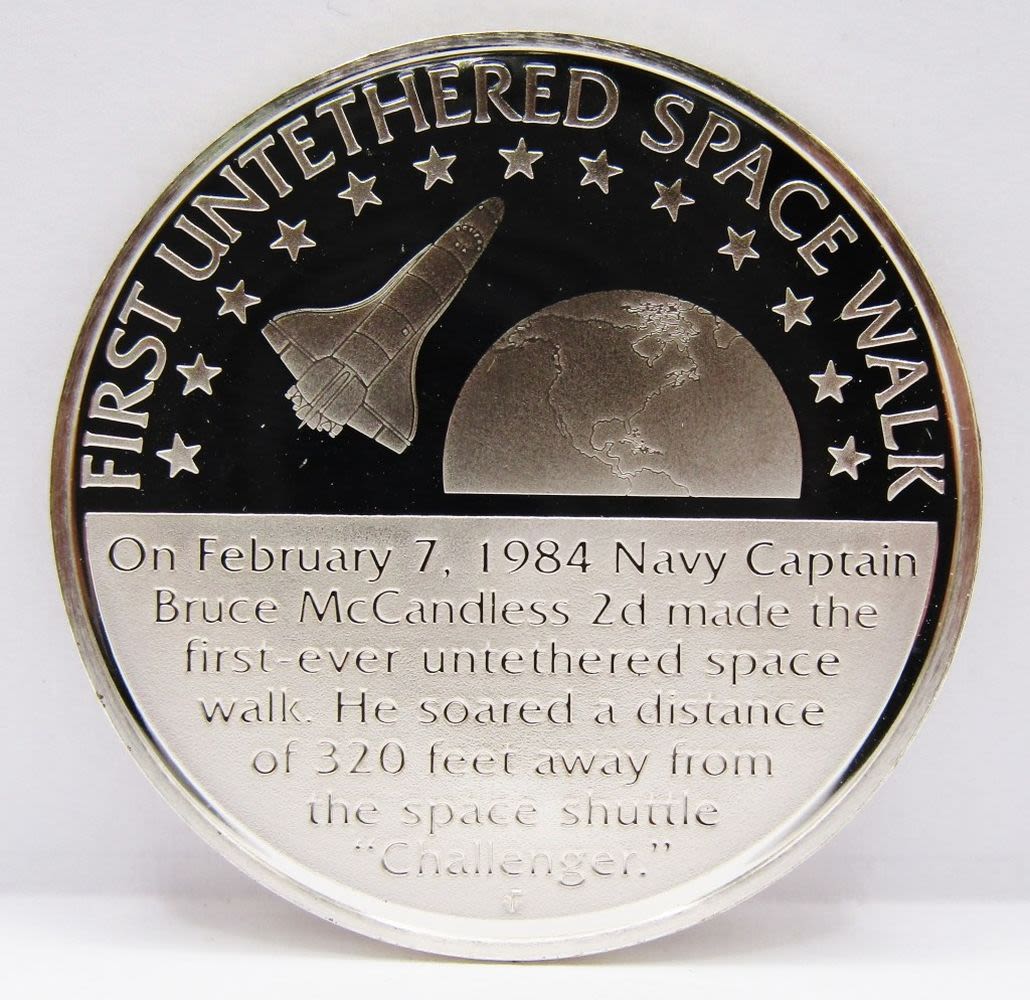 FIRST UNTETHERED SPACE WALK
On February 7, 1984 Navy Captain
Bruce McCandless 2d made the
first-ever untethered space
walk. He soared a distance
of 320 feet away from
the space shuttle
“Challenger.”